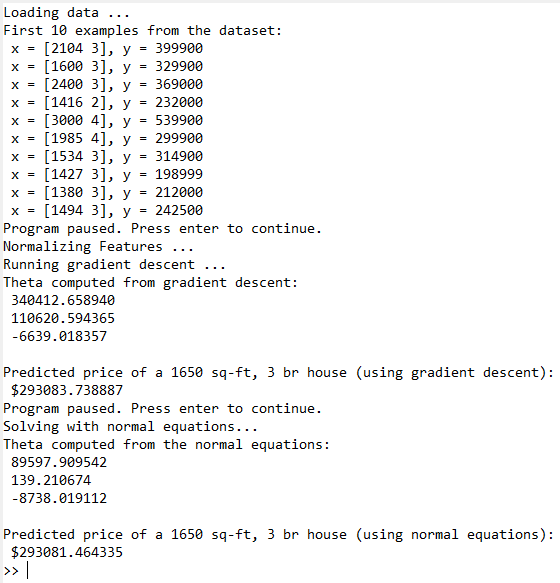 Loading data ...
First 10 examples from the dataset:
x = [2104 3], y = 399900
x = [1600 3], y = 329900
x = [2400 3], y = 369000
x = [1416 2], y = 232000
x = [3000 4], y = 539900
x = [1985 4], y = 299900
x = [1534 3], y = 314900
x = [1427 3], y = 198999
x = [1380 3], y = 212000
x = [1494 3], y = 242500
Program paused. Press enter to continue.
Normalizing Features ...
Running gradient descent ...
Theta computed from gradient descent:
340412.658940
110620.594365
-6639.018357
Predicted price of a 1650 sq-ft, 3 br house (using gradient descent):
$293083.738887
Program paused. Press enter to continue.
Solving with normal equations...
Theta computed from the normal equations:
89597.909542
139.210674
-8738.019112
Predicted price of a 1650 sq-ft, 3 br house (using normal equations):
$293081.464335
>>